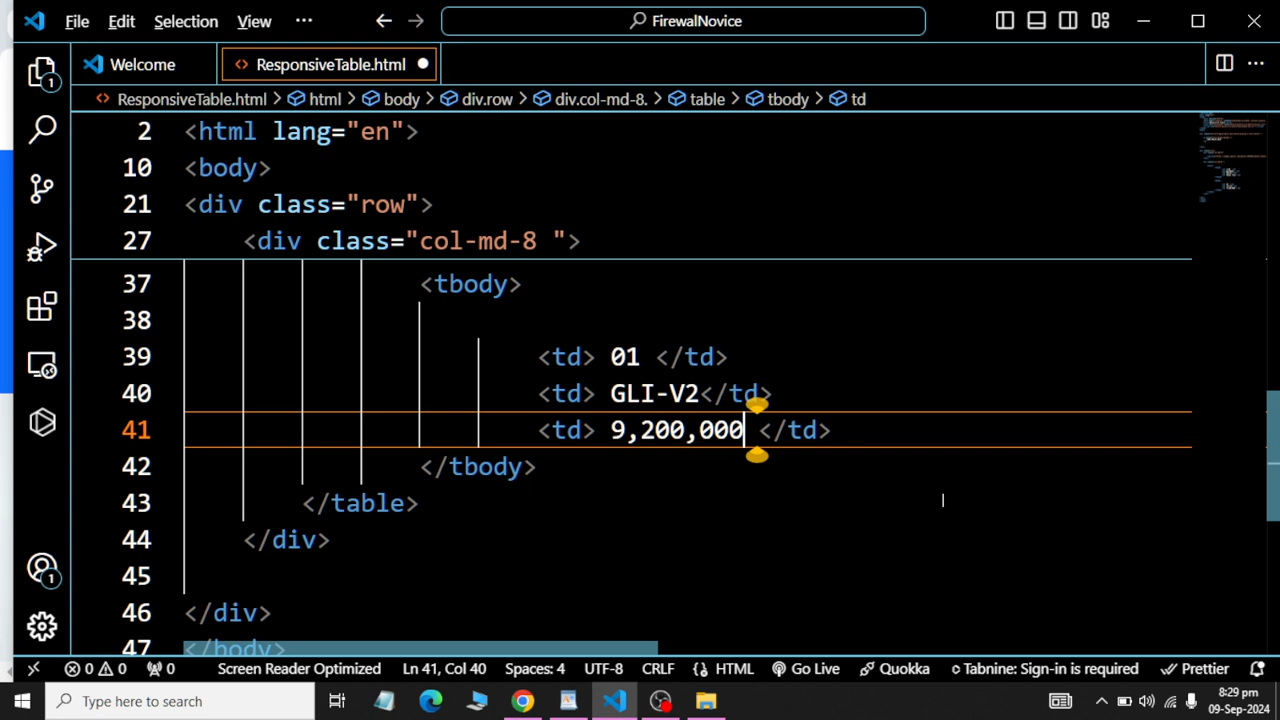 File Edit Selection View ··· FirewalNovice
Welcome ResponsiveTable.html
ResponsiveTable.html > html > body > div.row > div.col-md-8. > table > tbody > td
2 <html lang="en">
10 <body>
21 <div class="row">
27 <div class="col-md-8 ">
37 <tbody>
38
39 <td> 01 </td>
40 <td> GLI-V2</td>
41 <td> 9,200,000 </td>
42 </tbody>
43 </table>
44 </div>
45
46 </div>
47 </body>
1
1
0 0 0 Screen Reader Optimized Ln 41, Col 40 Spaces: 4 UTF-8 CRLF HTML Go Live Quokka Tabnine: Sign-in is required Prettier
Type here to search
8:29 pm
09-Sep-2024